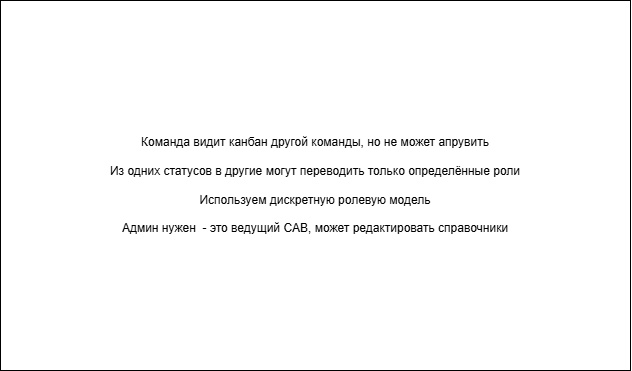 Команда видит канбан другой команды, но не может апрувить
Из одних статусов в другие могут переводить только определённые роли
Используем дискретную ролевую модель
Админ нужен  - это ведущий САВ, может редактировать справочники